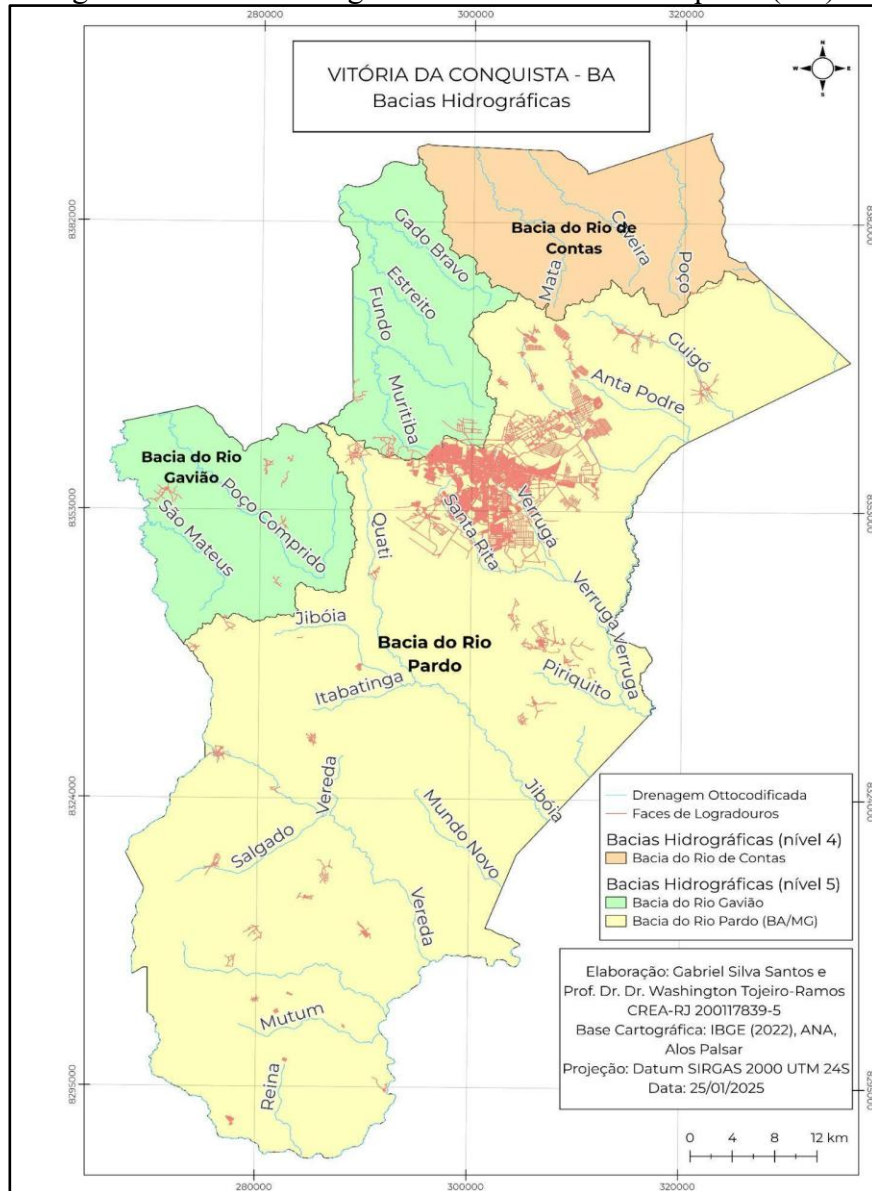 280000
300000
320000
VITÓRIA DA CONQUISTA - BA
Bacias Hidrográficas
N
W
E
S
8382000
Gado Bravo
Estreito
Fundo
Muritiba
Bacia do Rio de
Contas
Mata
Caveira
Poço
Guigó
Anta Podre
Bacia do Rio
Gavião
Poço Comprido
São Mateus
8353000
Quati
Santa Rita
Verruga
Verruga
Verruga
Jibóia
Bacia do Rio
Pardo
Itabatinga
Piriquito
8324000
Vereda
Salgado
Mundo Novo
Jibóia
Vereda
Mutum
Reina
8295000
Drenagem Ottocodificada
Faces de Logradouros
Bacias Hidrográficas (nível 4)
Bacia do Rio de Contas
Bacias Hidrográficas (nível 5)
Bacia do Rio Gavião
Bacia do Rio Pardo (BA/MG)
Elaboração: Gabriel Silva Santos e
Prof. Dr. Dr. Washington Tojeiro-Ramos
CREA-RJ 200117839-5
Base Cartográfica: IBGE (2022), ANA,
Alos Palsar
Projeção: Datum SIRGAS 2000 UTM 24S
Data: 25/01/2025
0 4 8 12 km
280000
300000
320000